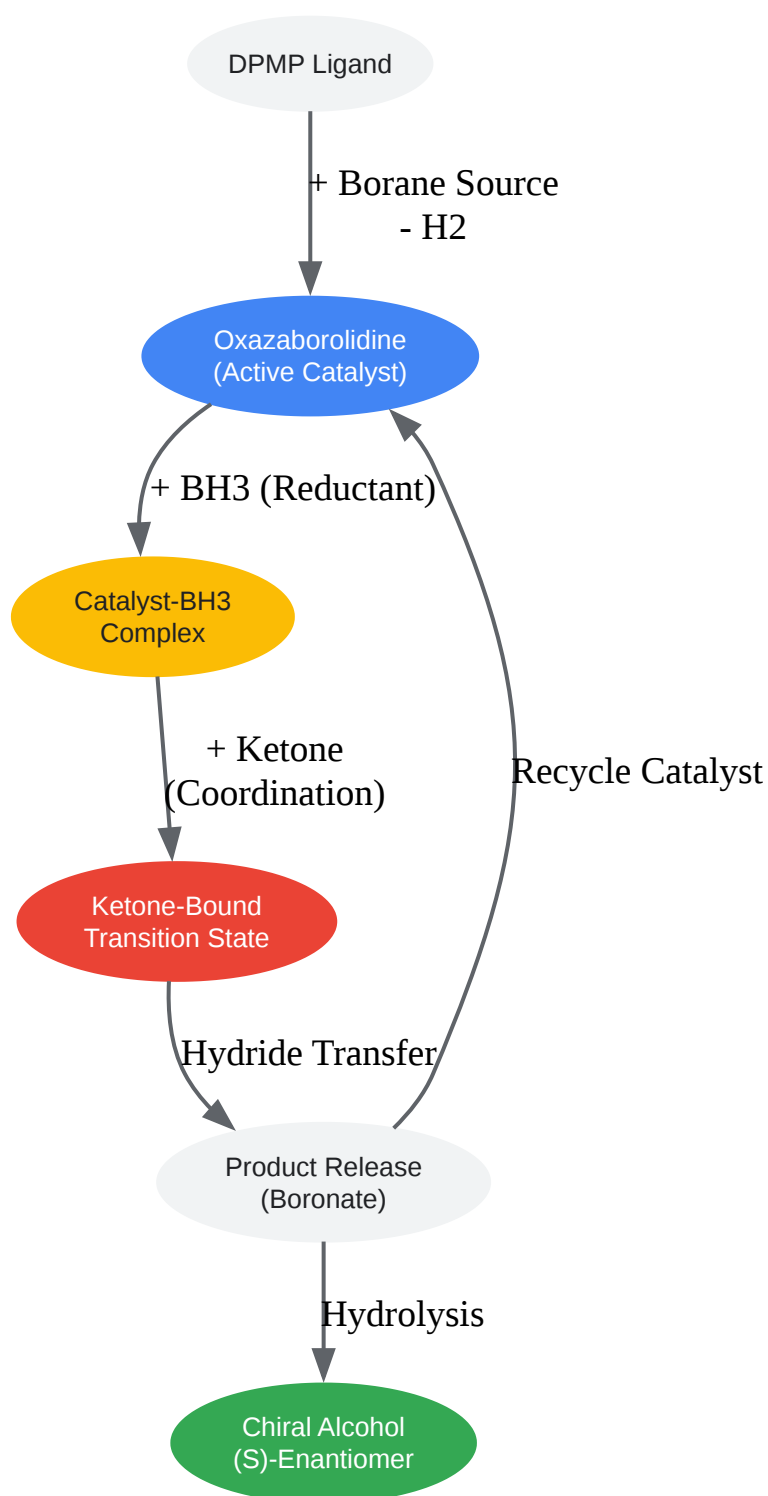 DPMP Ligand
+ Borane Source
- H2
Oxazaborolidine
(Active Catalyst)
+ BH3 (Reductant)
Catalyst-BH3
Complex
+ Ketone
(Coordination)
Recycle Catalyst
Ketone-Bound
Transition State
Hydride Transfer
Product Release
(Boronate)
Hydrolysis
Chiral Alcohol
(S)-Enantiomer